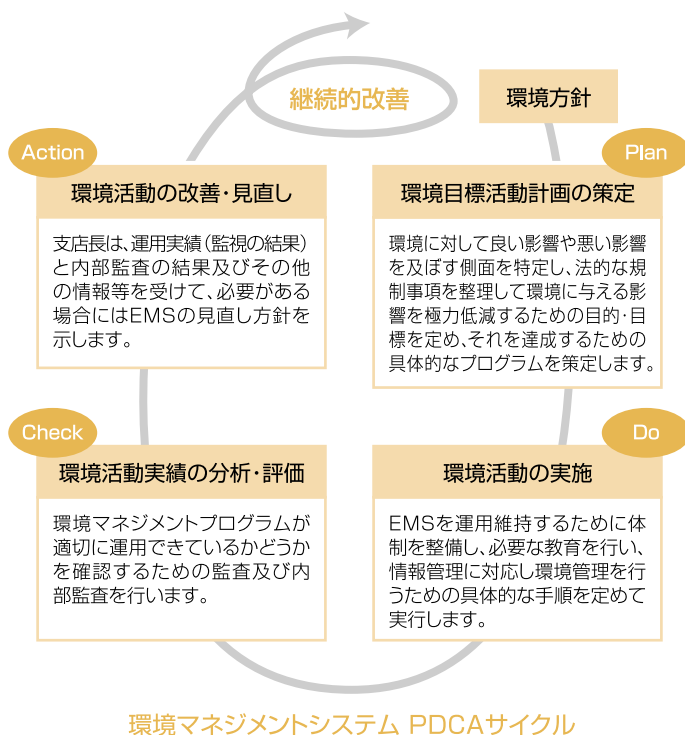 継続的改善
環境方針
Plan
環境目標活動計画の策定
環境に対して良い影響や悪い影響
を及ぼす側面を特定し、法的な規
制事項を整理して環境に与える影
響を極力低減するための目的･目
標を定め、それを達成するための
具体的なプログラムを策定します。
Do
環境活動の実施
EMSを運用維持するために体
制を整備し、必要な教育を行い、
情報管理に対応し環境管理を行
うための具体的な手順を定めて
実行します。
Check
環境活動実績の分析･評価
環境マネジメントプログラムが
適切に運用できているかどうか
を確認するための監査及び内
部監査を行います。
Action
環境活動の改善･見直し
支店長は、運用実績（監視の結果）
と内部監査の結果及びその他
の情報等を受けて、必要がある
場合にはEMSの見直し方針を
示します。
環境マネジメントシステム PDCAサイクル